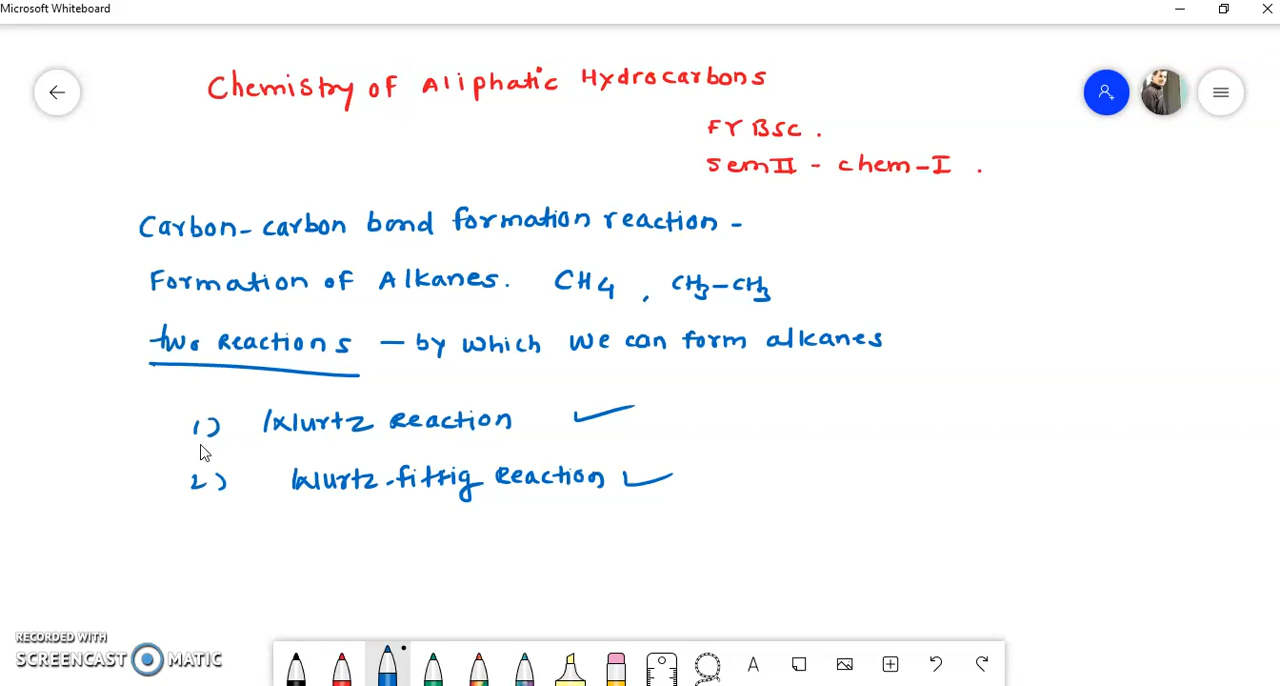 Microsoft Whiteboard
Chemistry of Aliphatic Hydrocarbons
FY BSc.
Sem II - chem-I.
Carbon-carbon bond formation reaction -
Formation of Alkanes. CH4, CH3-CH3
two Reactions - by which we can form alkanes
1) Wurtz Reaction
2) Wurtz-fittig Reaction
RECORDED WITH
SCREENCAST MATIC
A